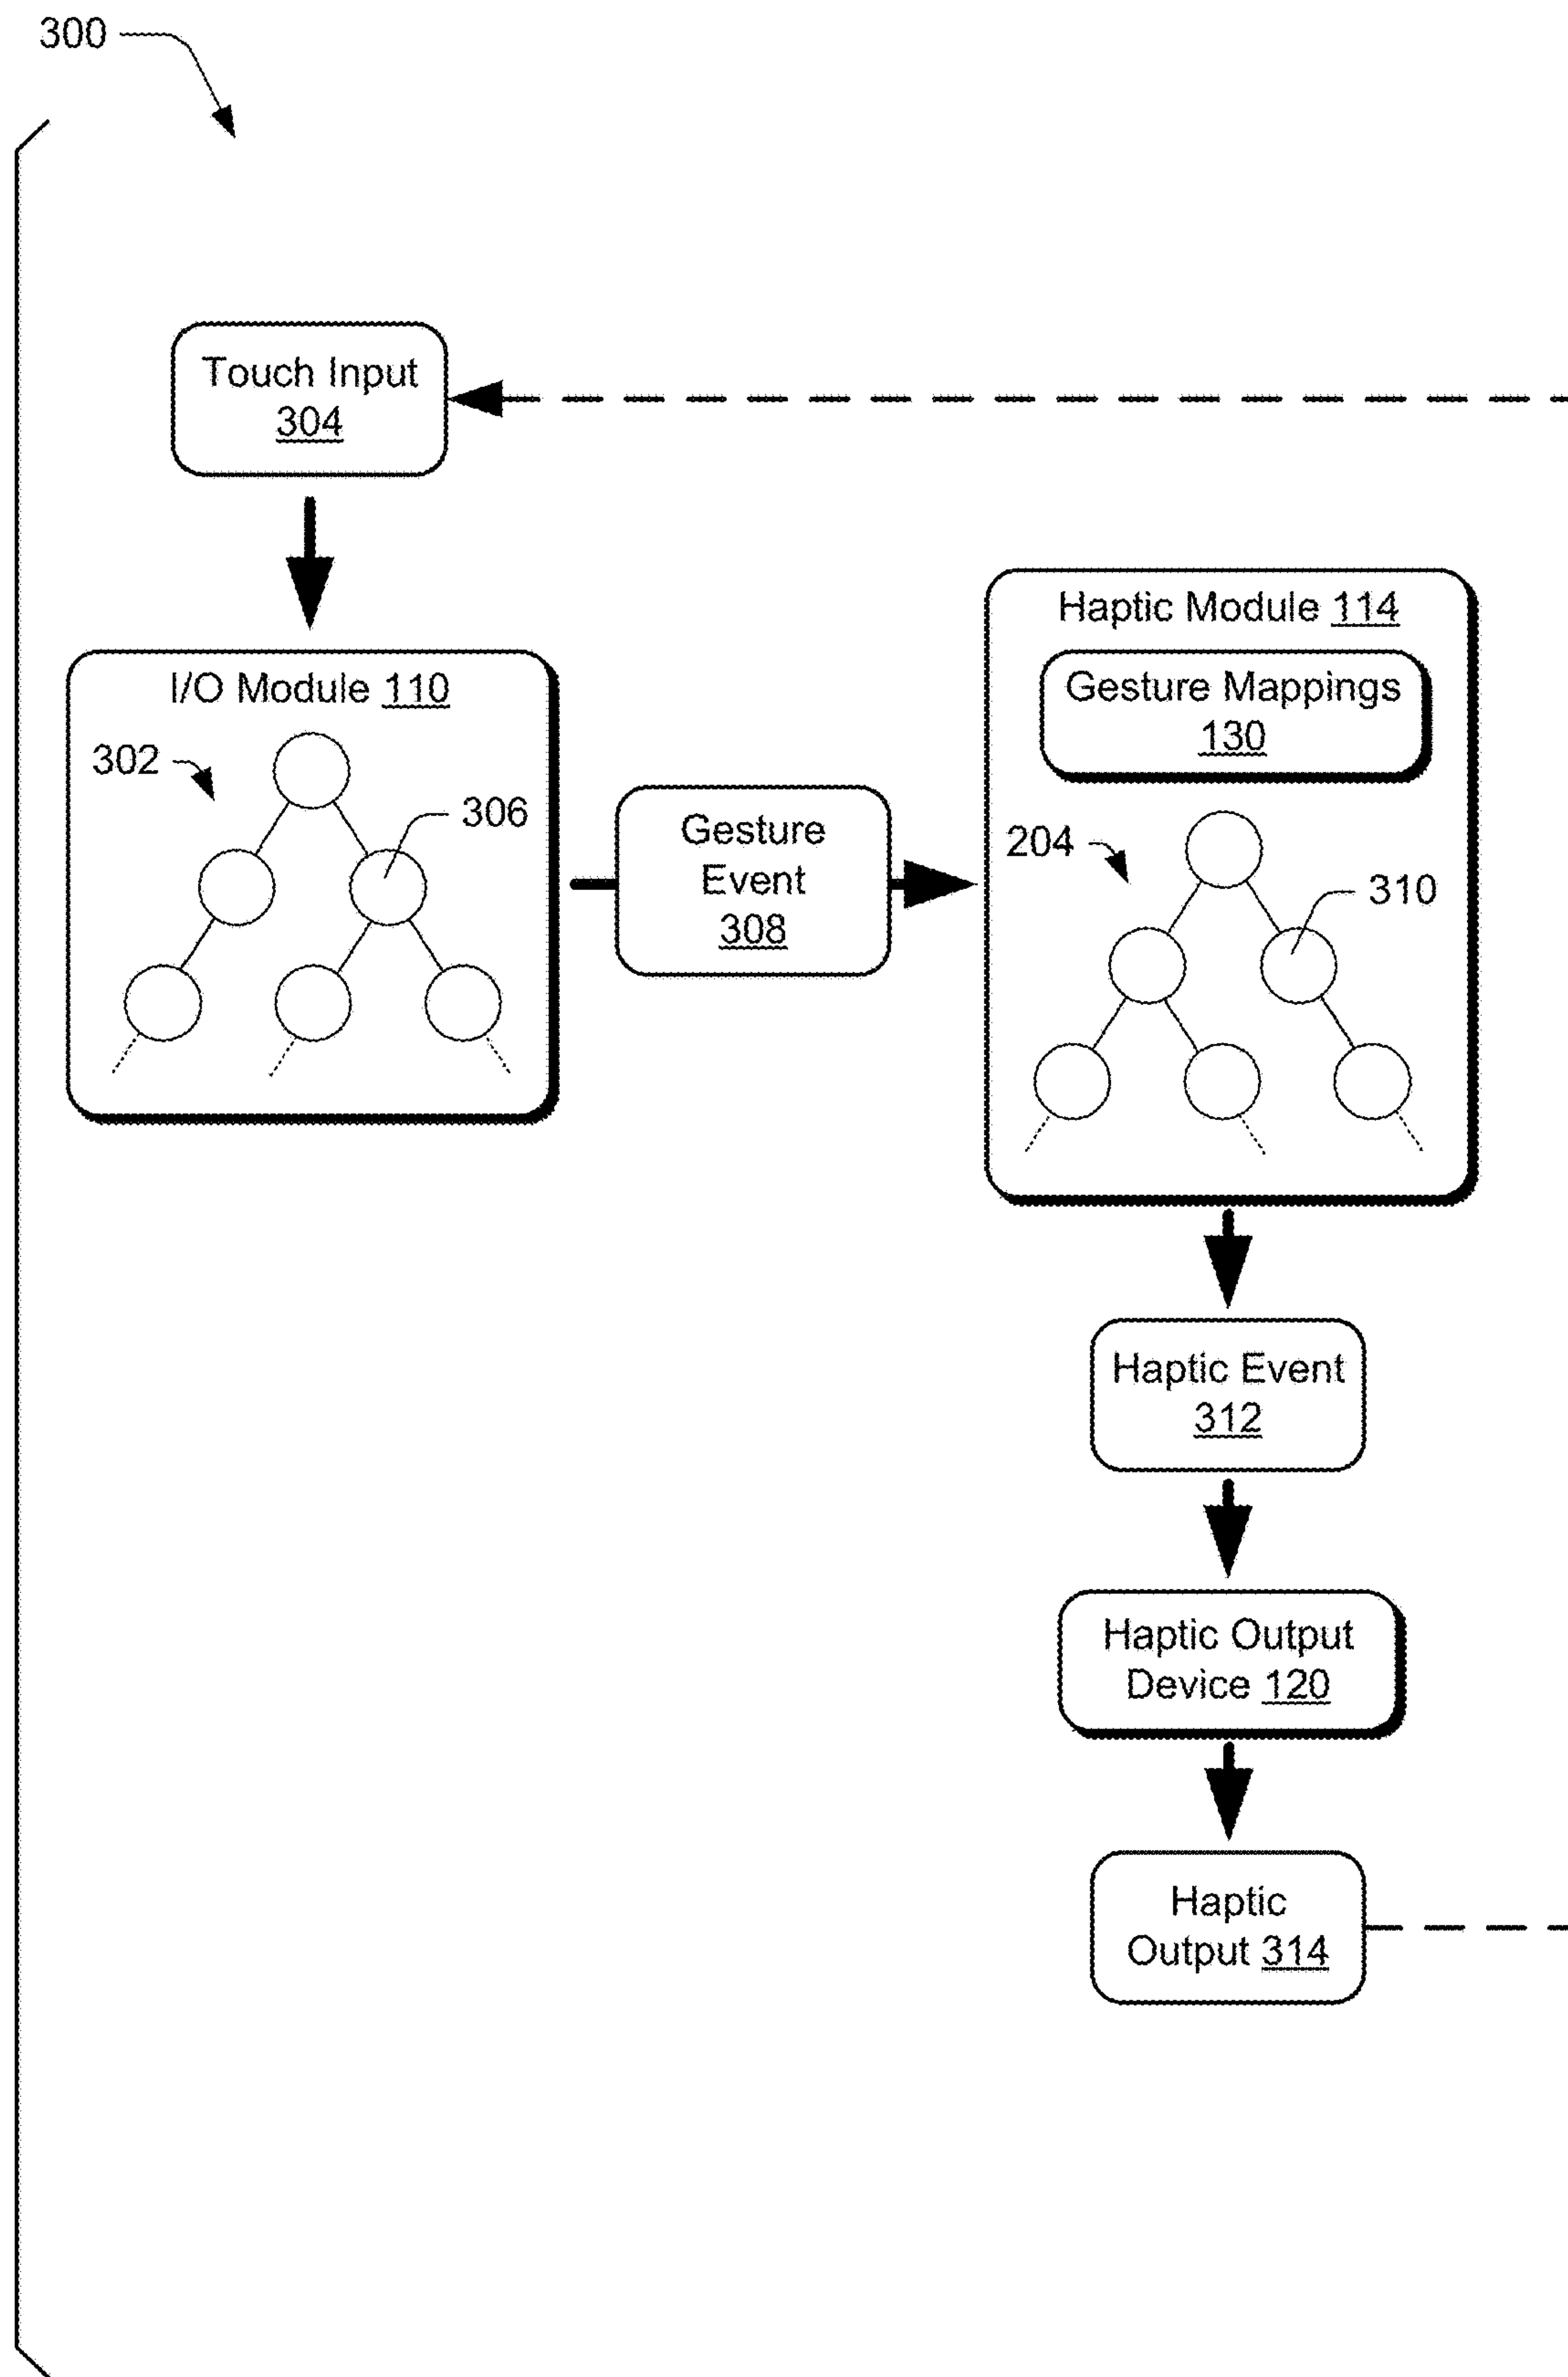 300
Touch Input
304
I/O Module 110
302
306
Gesture
Event
308
Haptic Module 114
Gesture Mappings
130
204
310
Haptic Event
312
Haptic Output
Device 120
Haptic
Output 314